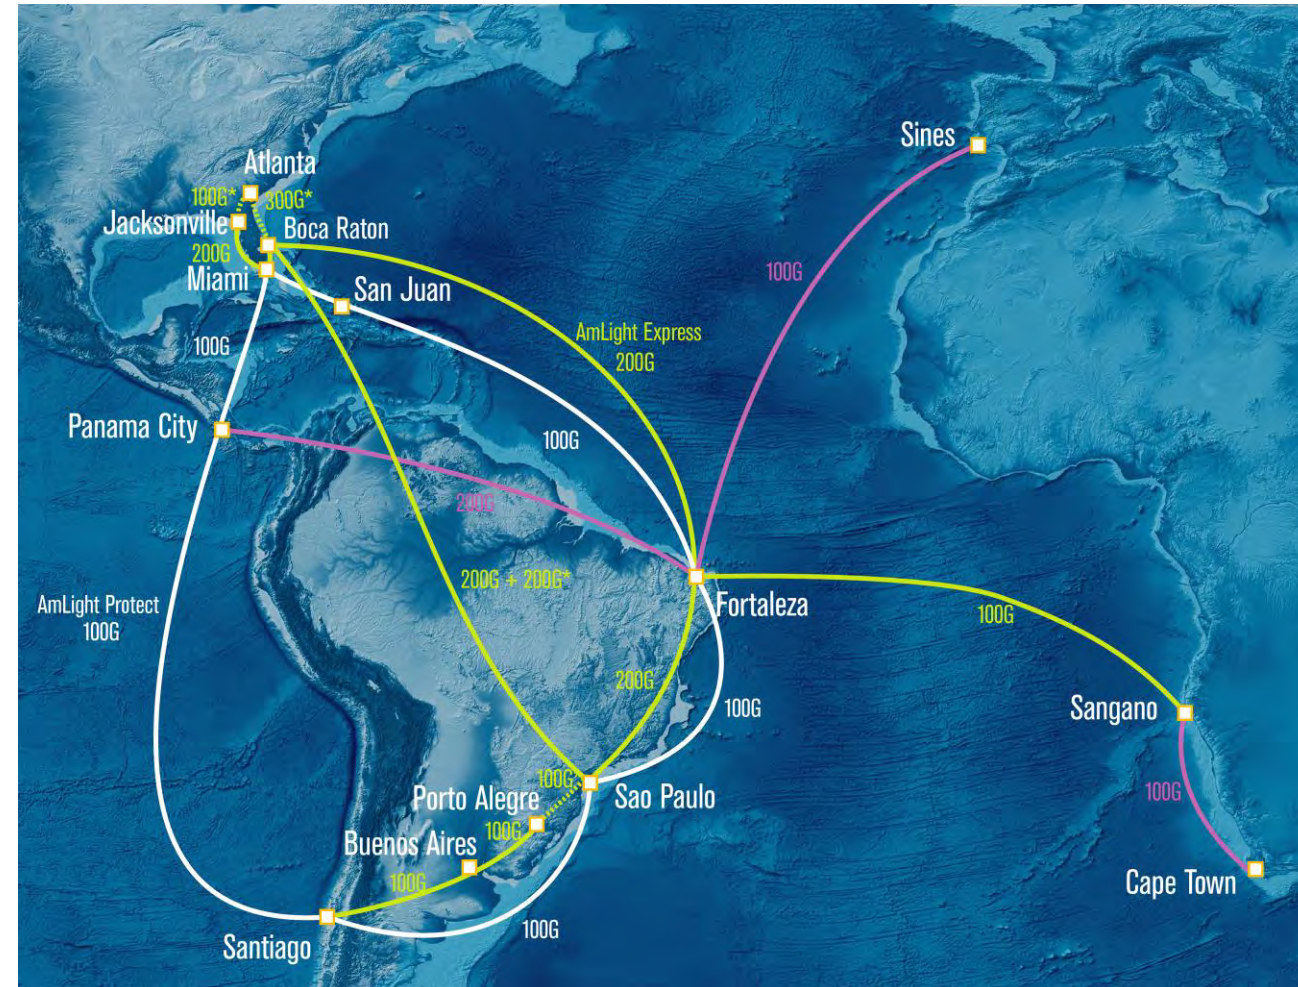 Sines
Atlanta
100G*
300G*
Jacksonville
Boca Raton
200G
Miami
San Juan
100G
AmLight Express
200G
100G
Panama City
100G
200G
200G + 200G*
AmLight Protect
100G
Fortaleza
100G
200G
100G
Sangano
100G*
100G
Porto Alegre
Sao Paulo
100G
Buenos Aires
100G
Cape Town
100G
Santiago